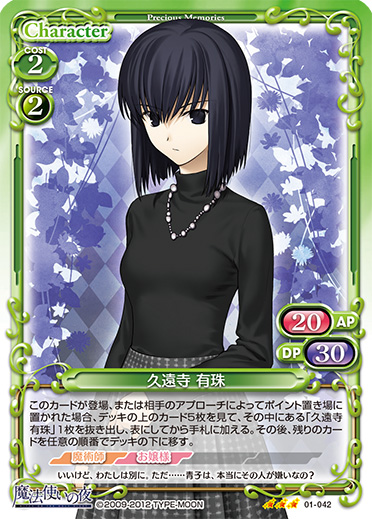 Precious Memories
Character
COST
2
SOURCE
2
20 AP
DP 30
久遠寺 有珠
このカードが登場、または相手のアプローチによってポイント置き場に
置かれた場合、デッキの上のカード5枚を見て、その中にある「久遠寺
有珠」1枚を抜き出し、表にしてから手札に加える。その後、残りのカー
ドを任意の順番でデッキの下に移す。
魔術師 お嬢様
いいけど、わたしは別に。ただ……青子は、本当にその人が嫌いなの?
魔法使いの夜
©2009-2012 TYPE-MOON
01-042